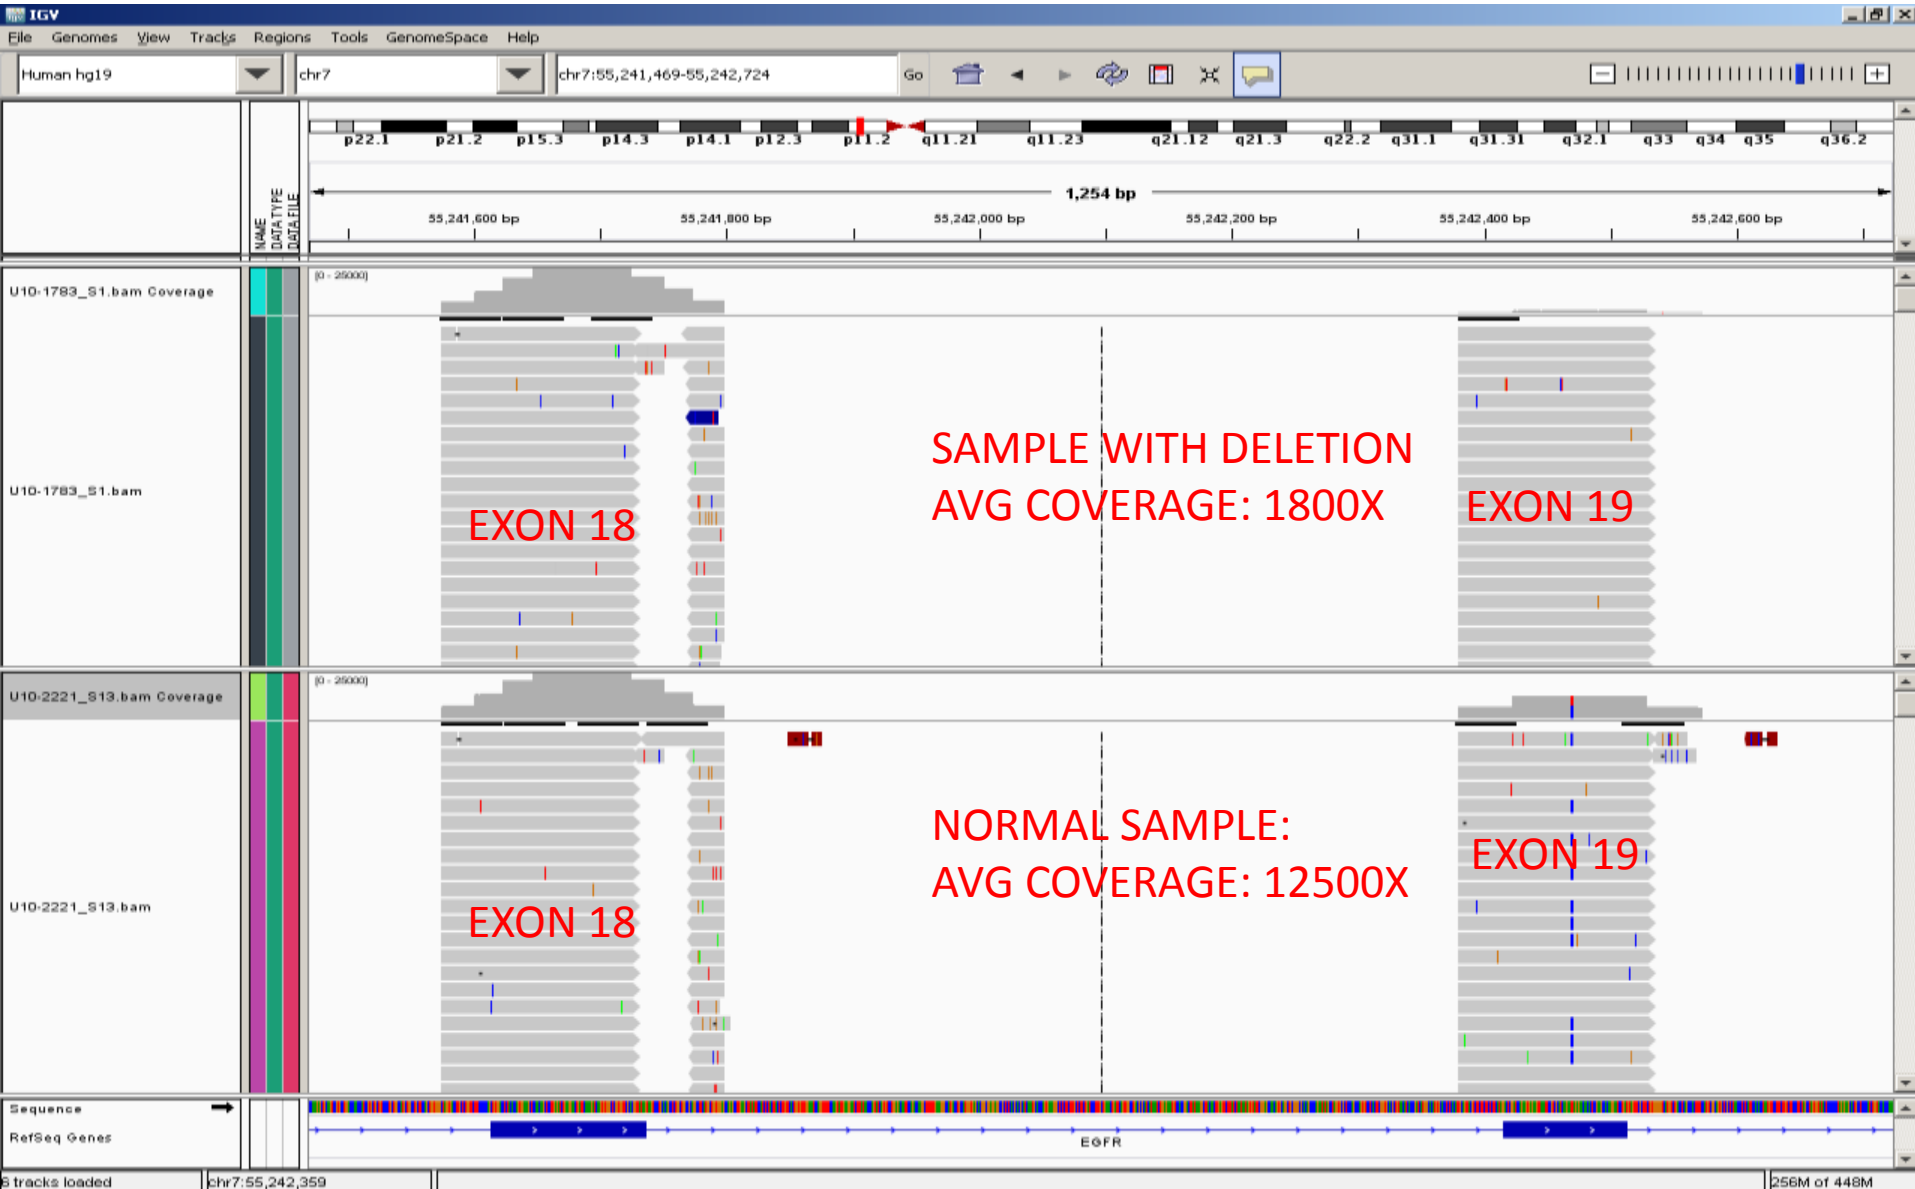 IGV
File Genomes View Tracks Regions Tools GenomeSpace Help
Human hg19 chr7 chr7:55,241,469-55,242,724 Go
p22.1 p21.2 p15.3 p14.3 p14.1 p12.3 p11.2 q11.21 q11.23 q21.12 q21.3 q22.2 q31.1 q31.31 q32.1 q33 q34 q35 q36.2
1,254 bp
55,241,600 bp 55,241,800 bp 55,242,000 bp 55,242,200 bp 55,242,400 bp 55,242,600 bp
NAME
DATA TYPE
DATA FILE
U10-1783_S1.bam Coverage
[0 - 25000]
U10-1783_S1.bam
SAMPLE WITH DELETION
AVG COVERAGE: 1800X
EXON 18
EXON 19
U10-2221_S13.bam Coverage
[0 - 25000]
U10-2221_S13.bam
NORMAL SAMPLE:
AVG COVERAGE: 12500X
EXON 18
EXON 19
Sequence
RefSeq Genes
EGFR
tracks loaded chr7:55,242,359 256M of 448M